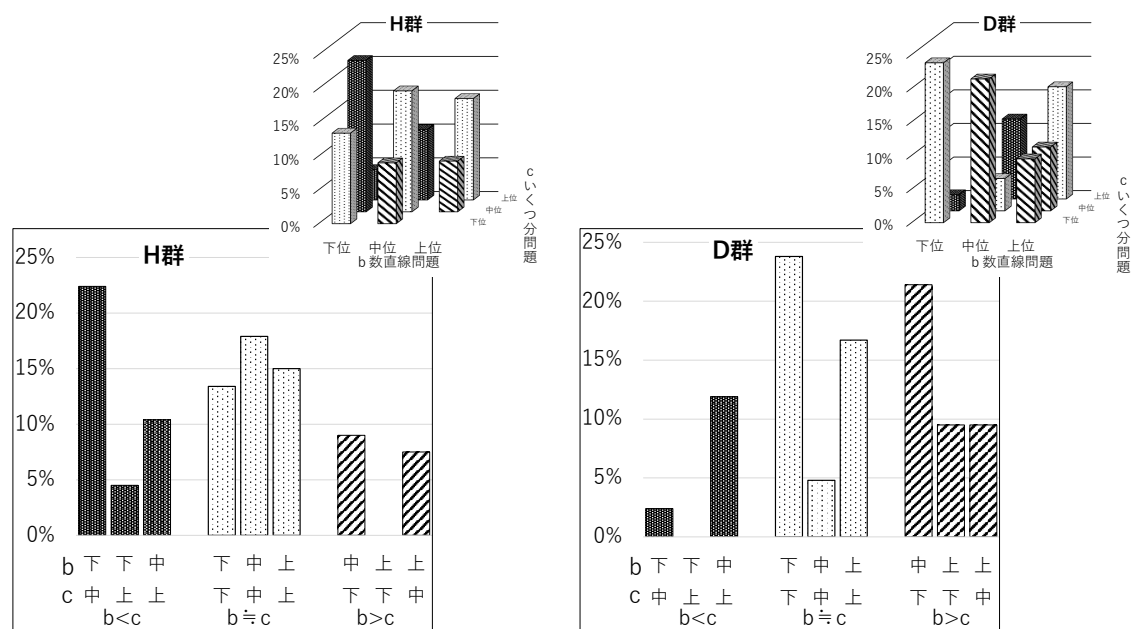 H群
25%
20%
15%
10%
5%
0%
上位
中位
下位
下位 中位 上位
b 数直線問題
cいくつ分問題
D群
25%
20%
15%
10%
5%
0%
上位
中位
下位
下位 中位 上位
b 数直線問題
cいくつ分問題
H群
25%
20%
15%
10%
5%
0%
b 下 下 中 下 中 上 中 上 上
c 中 上 上 下 中 上 下 下 中
b<c b≒c b>c
D群
25%
20%
15%
10%
5%
0%
b 下 下 中 下 中 上 中 上 上
c 中 上 上 下 中 上 下 下 中
b<c b≒c b>c